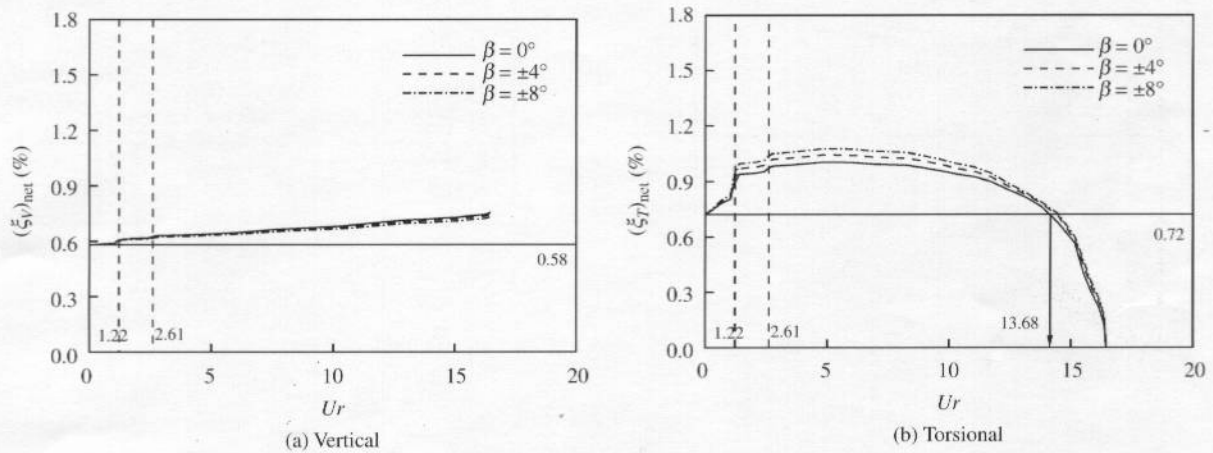 1.8
1.5
1.2
0.9
0.6
0.3
0.0
(ξV)net (%)
β = 0°
β = ±4°
β = ±8°
0.58
1.22
2.61
0
5
10
15
20
Ur
(a) Vertical
1.8
1.5
1.2
0.9
0.6
0.3
0.0
(ξT)net (%)
β = 0°
β = ±4°
β = ±8°
0.72
13.68
1.22
2.61
0
5
10
15
20
Ur
(b) Torsional